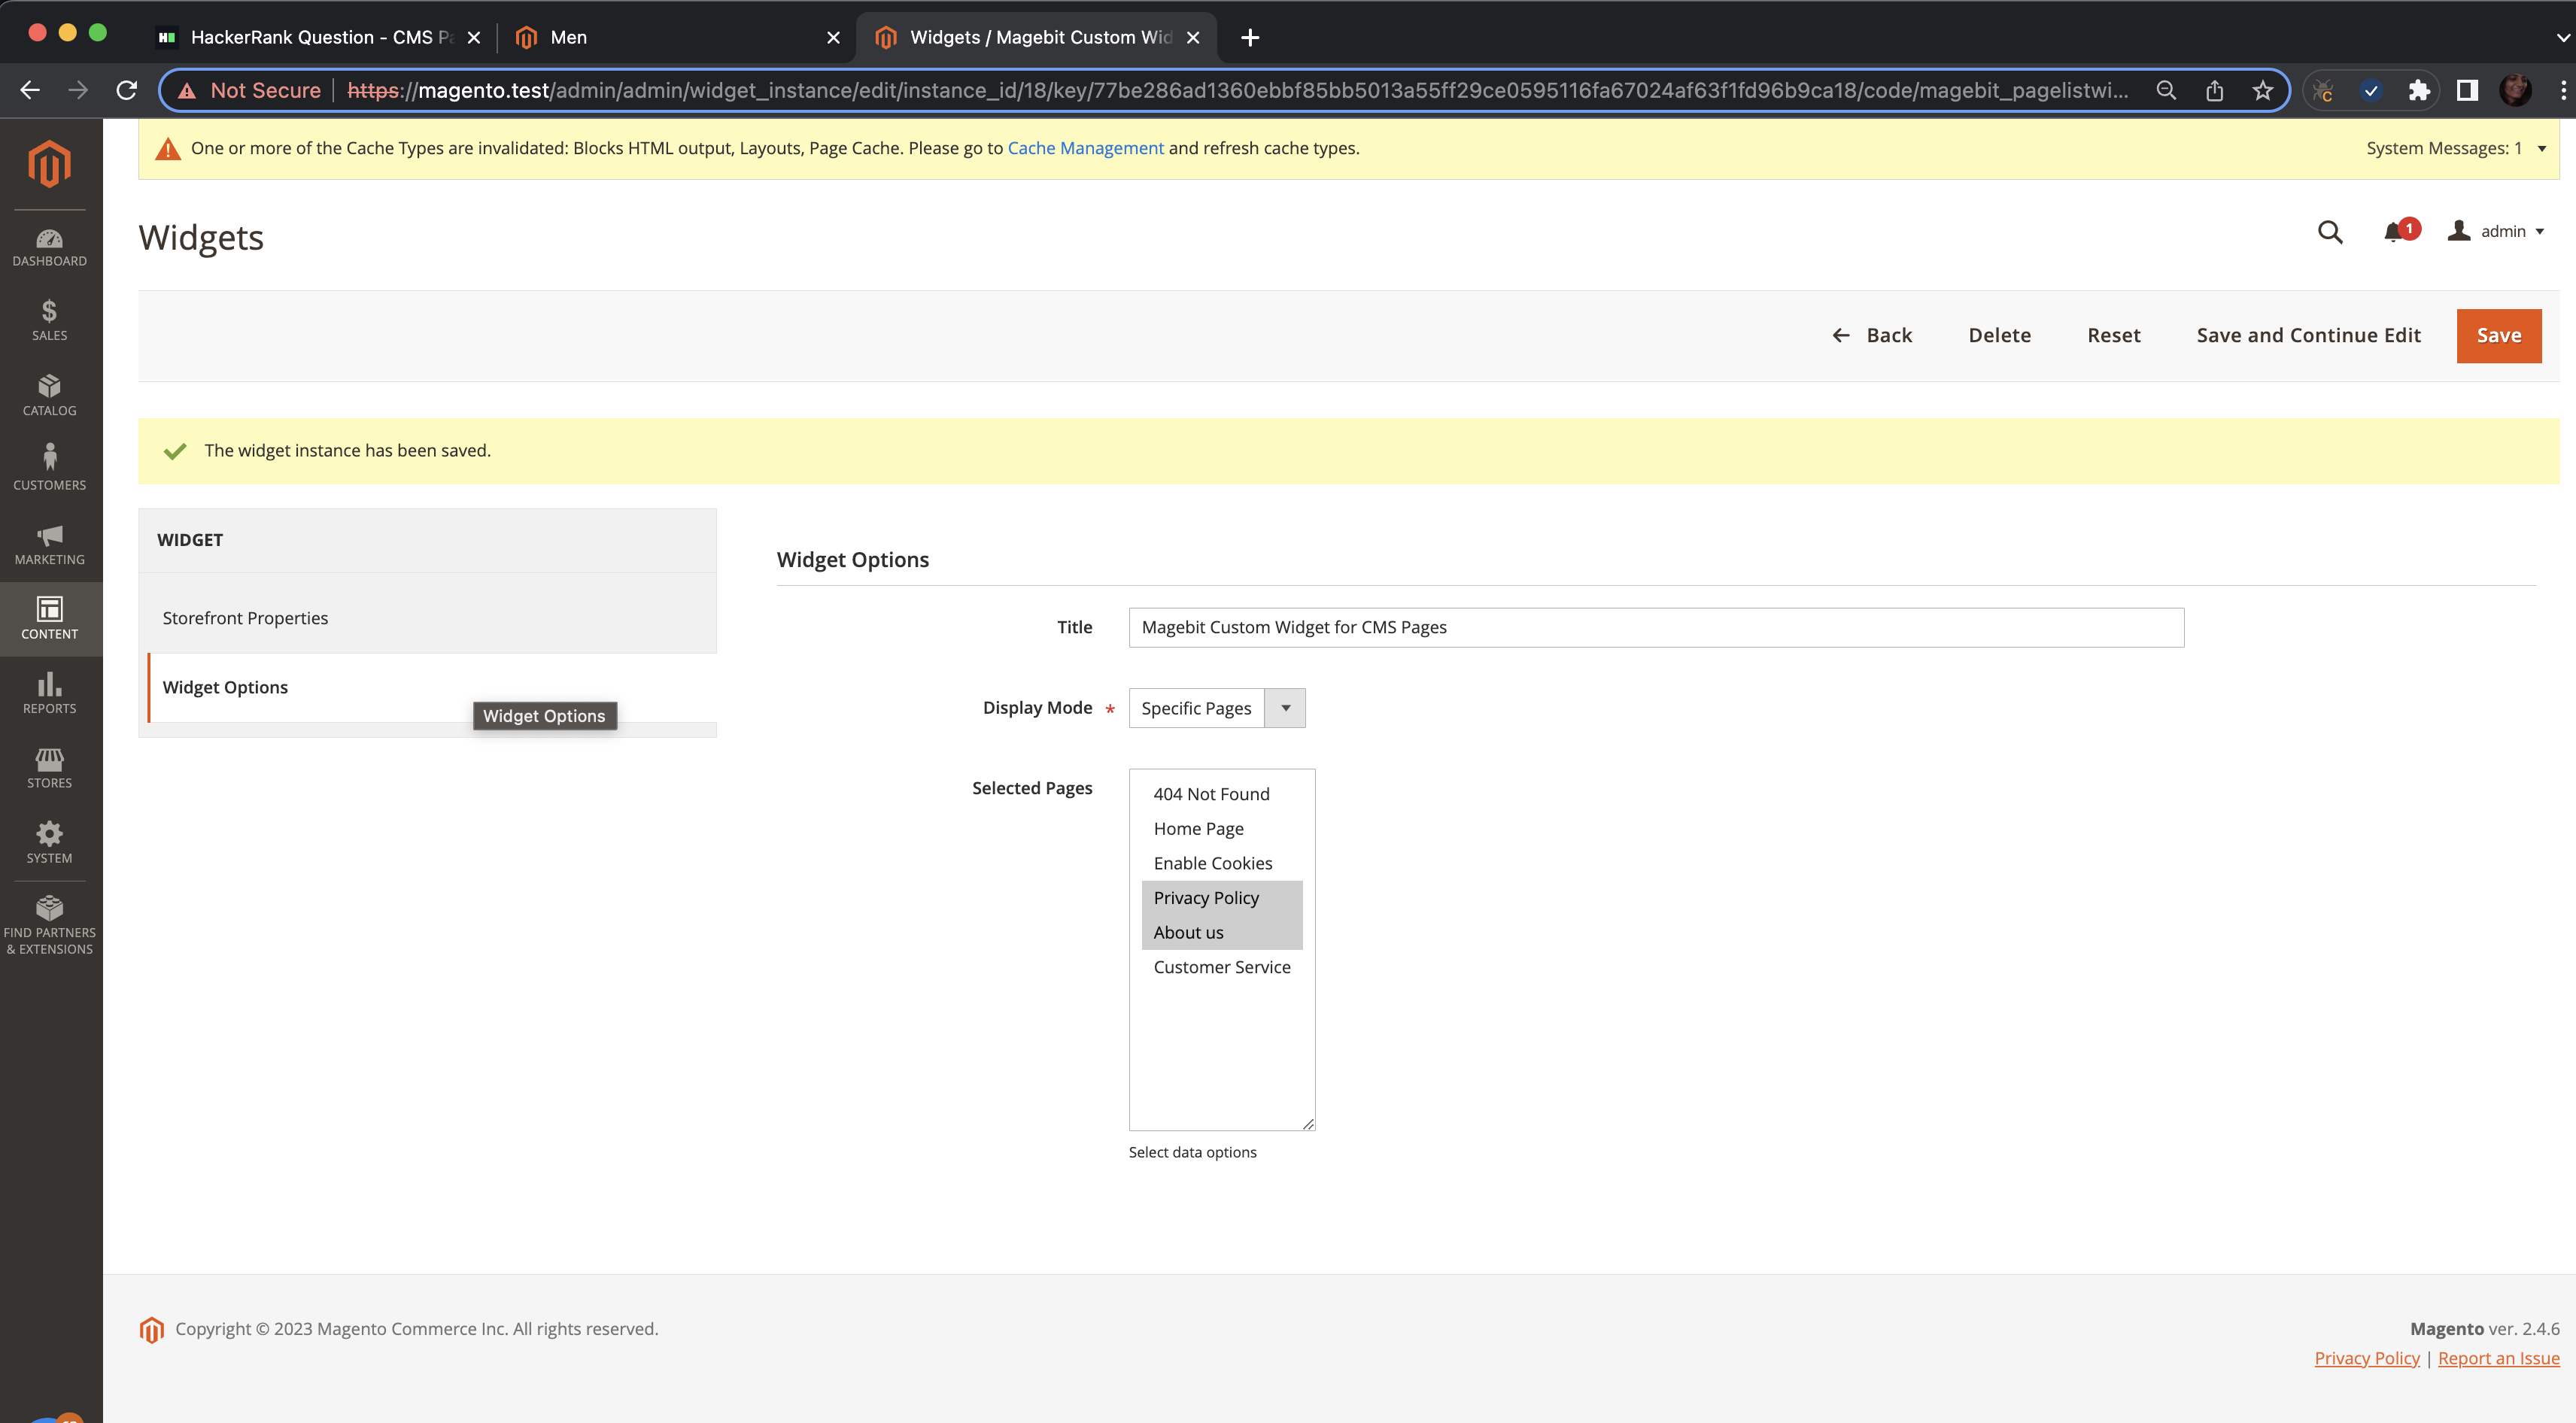 HackerRank Question - CMS Pa
Men
Widgets / Magebit Custom Wid
Not Secure https://magento.test/admin/admin/widget_instance/edit/instance_id/18/key/77be286ad1360ebbf85bb5013a55ff29ce0595116fa67024af63f1fd96b9ca18/code/magebit_pagelistwi...
One or more of the Cache Types are invalidated: Blocks HTML output, Layouts, Page Cache. Please go to Cache Management and refresh cache types.
System Messages: 1
Widgets
1
admin
Back
Delete
Reset
Save and Continue Edit
Save
The widget instance has been saved.
DASHBOARD
SALES
CATALOG
CUSTOMERS
MARKETING
CONTENT
REPORTS
STORES
SYSTEM
FIND PARTNERS
& EXTENSIONS
WIDGET
Storefront Properties
Widget Options
Widget Options
Widget Options
Title
Magebit Custom Widget for CMS Pages
Display Mode *
Specific Pages
Selected Pages
404 Not Found
Home Page
Enable Cookies
Privacy Policy
About us
Customer Service
Select data options
Copyright © 2023 Magento Commerce Inc. All rights reserved.
Magento ver. 2.4.6
Privacy Policy | Report an Issue